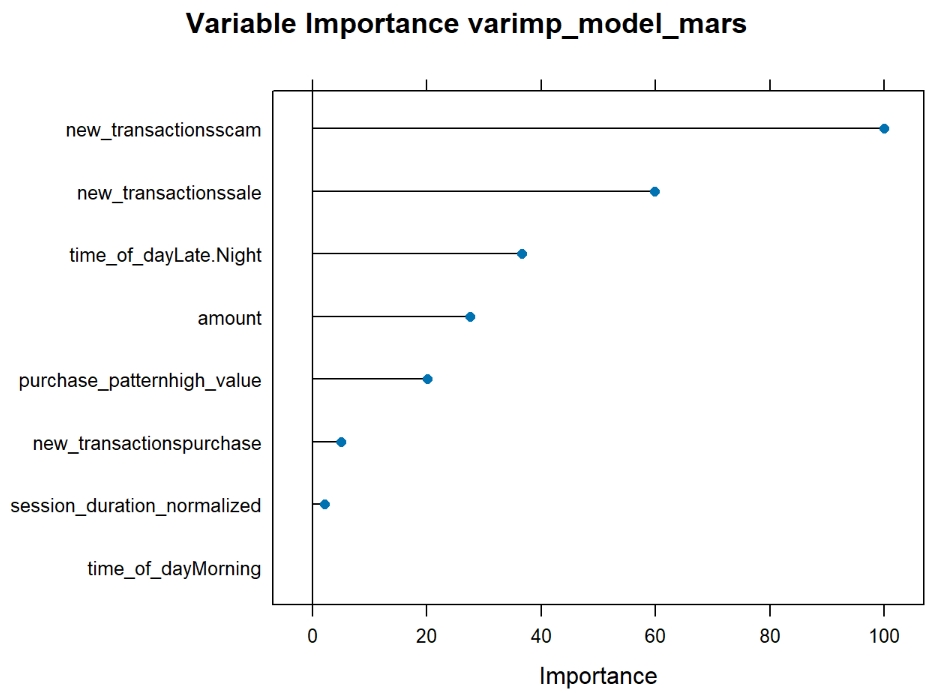 Variable Importance varimp_model_mars
new_transactionsscam
new_transactionssale
time_of_dayLate.Night
amount
purchase_patternhigh_value
new_transactionspurchase
session_duration_normalized
time_of_dayMorning
0 20 40 60 80 100
Importance